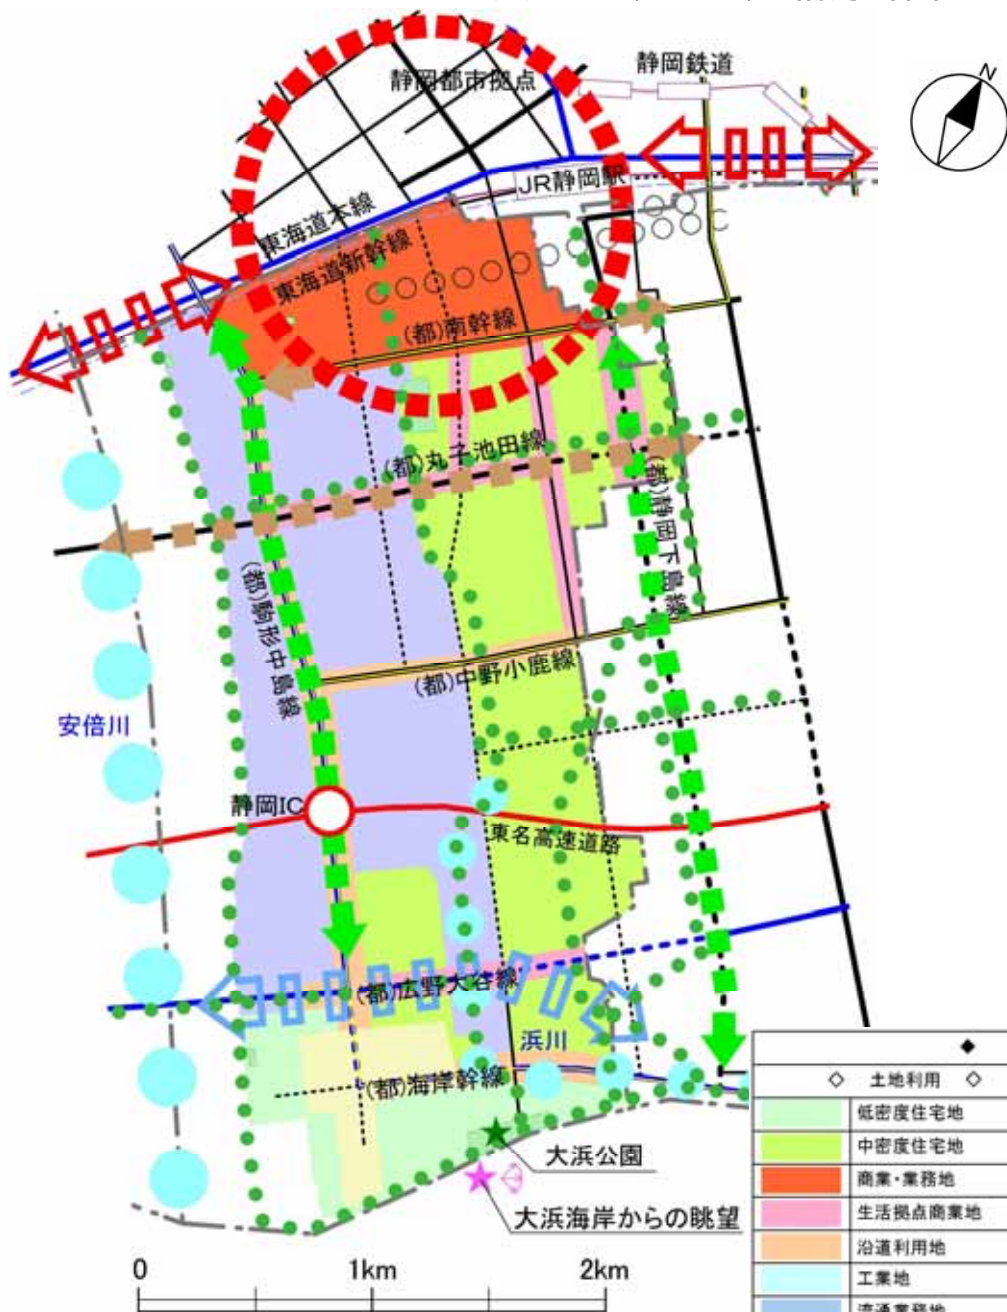 静岡鉄道
静岡都市拠点
N
JR静岡駅
東海道本線
東海道新幹線
(都)南幹線
(都)丸子池田線
(都)静岡下島線
(都)駒形中島線
(都)中野小鹿線
安倍川
静岡IC
東名高速道路
(都)広野大谷線
浜川
(都)海岸幹線
大浜公園
大浜海岸からの眺望
0 1km 2km
◆
◇ 土地利用 ◇
低密度住宅地
中密度住宅地
商業・業務地
生活拠点商業地
沿道利用地
工業地
流通業務地